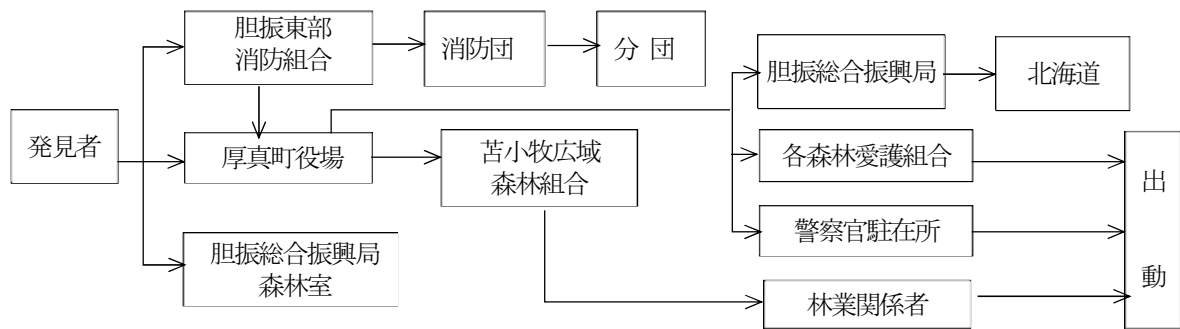 胆振東部
消防組合
消防団
分 団
胆振総合振興局
北海道
発見者
厚真町役場
苫小牧広域
森林組合
各森林愛護組合
出
動
警察官駐在所
胆振総合振興局
森林室
林業関係者